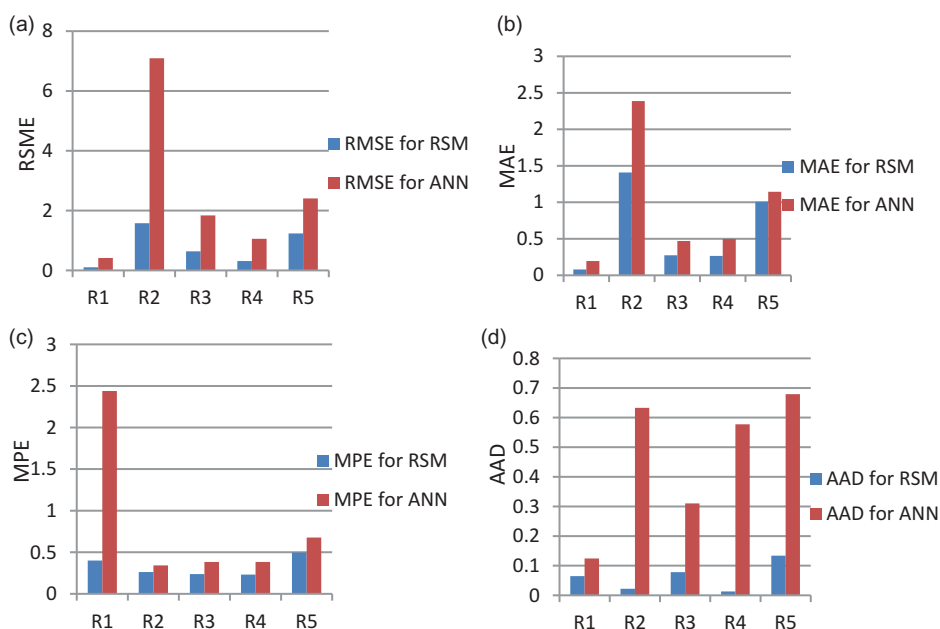 (a)
8
6
4
2
0
RSME
R1 R2 R3 R4 R5
RMSE for RSM
RMSE for ANN
(b)
3
2.5
2
1.5
1
0.5
0
MAE
R1 R2 R3 R4 R5
MAE for RSM
MAE for ANN
(c)
3
2.5
2
1.5
1
0.5
0
MPE
R1 R2 R3 R4 R5
MPE for RSM
MPE for ANN
(d)
0.8
0.7
0.6
0.5
0.4
0.3
0.2
0.1
0
AAD
R1 R2 R3 R4 R5
AAD for RSM
AAD for ANN